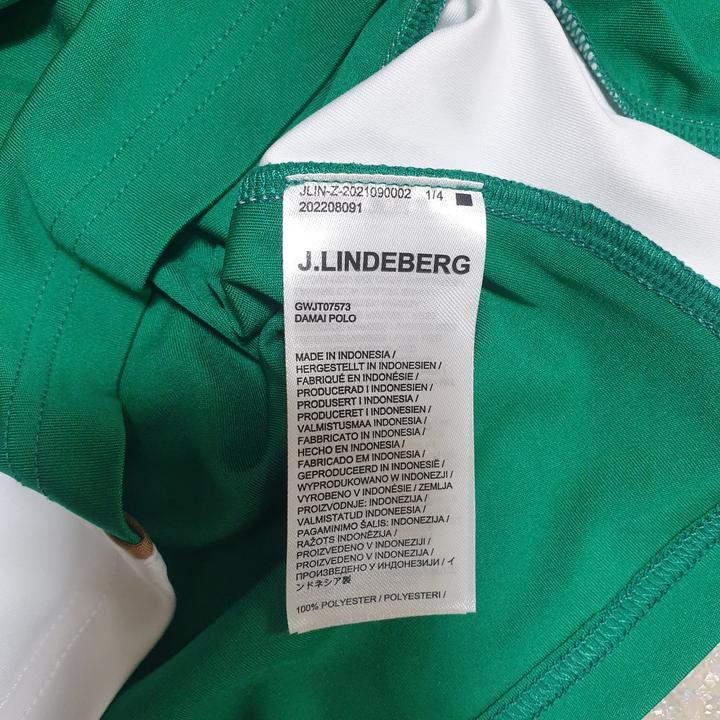 JLIN-Z-2021090002 1/4
202208091
J.LINDEBERG
GWJT07573
DAMAI POLO
MADE IN INDONESIA /
HERGESTELLT IN INDONESIEN /
FABRIQUÉ EN INDONÉSIE /
PRODUCERAD I INDONESIEN /
PRODUSERT I INDONESIA /
PRODUCERET I INDONESIEN /
VALMISTUSMAA INDONESIA /
FABBRICATO IN INDONESIA /
HECHO EN INDONESIA /
FABRICADO EM INDONESIA /
GEPRODUCEERD IN INDONESIË /
WYPRODUKOWANO W INDONEZJI /
VYROBENO V INDONÉSIE / ZEMLJA
PROIZVODNJE: INDONEZIJA /
VALMISTATUD INDONEESIA /
PAGAMINIMO ŠALIS: INDONEZIJA /
RAŽOTS INDONĒZIJA /
PROIZVEDENO V INDONEZIJI /
PROIZVEDENO V INDONEZIJI /
ПРОИЗВЕДЕНО У ИНДОНЕЗИЈИ / イ
ンドネシア製
100% POLYESTER / POLYESTERI /